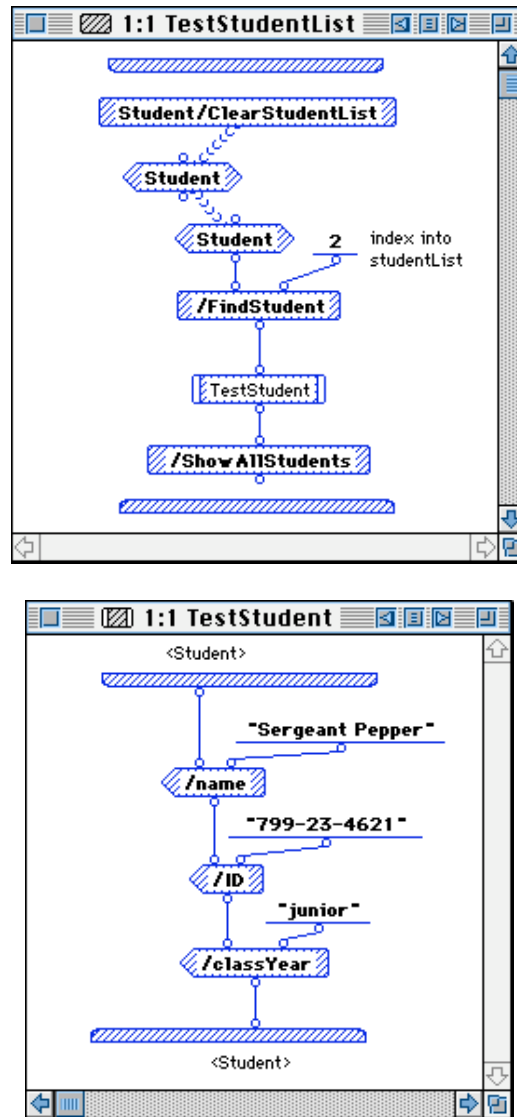 1:1 TestStudentList
Student/ClearStudentList
Student
Student
2
index into
studentList
/FindStudent
TestStudent
/ShowAllStudents
1:1 TestStudent
<Student>
"Sergeant Pepper"
/name
"799-23-4621"
/ID
"junior"
/classYear
<Student>